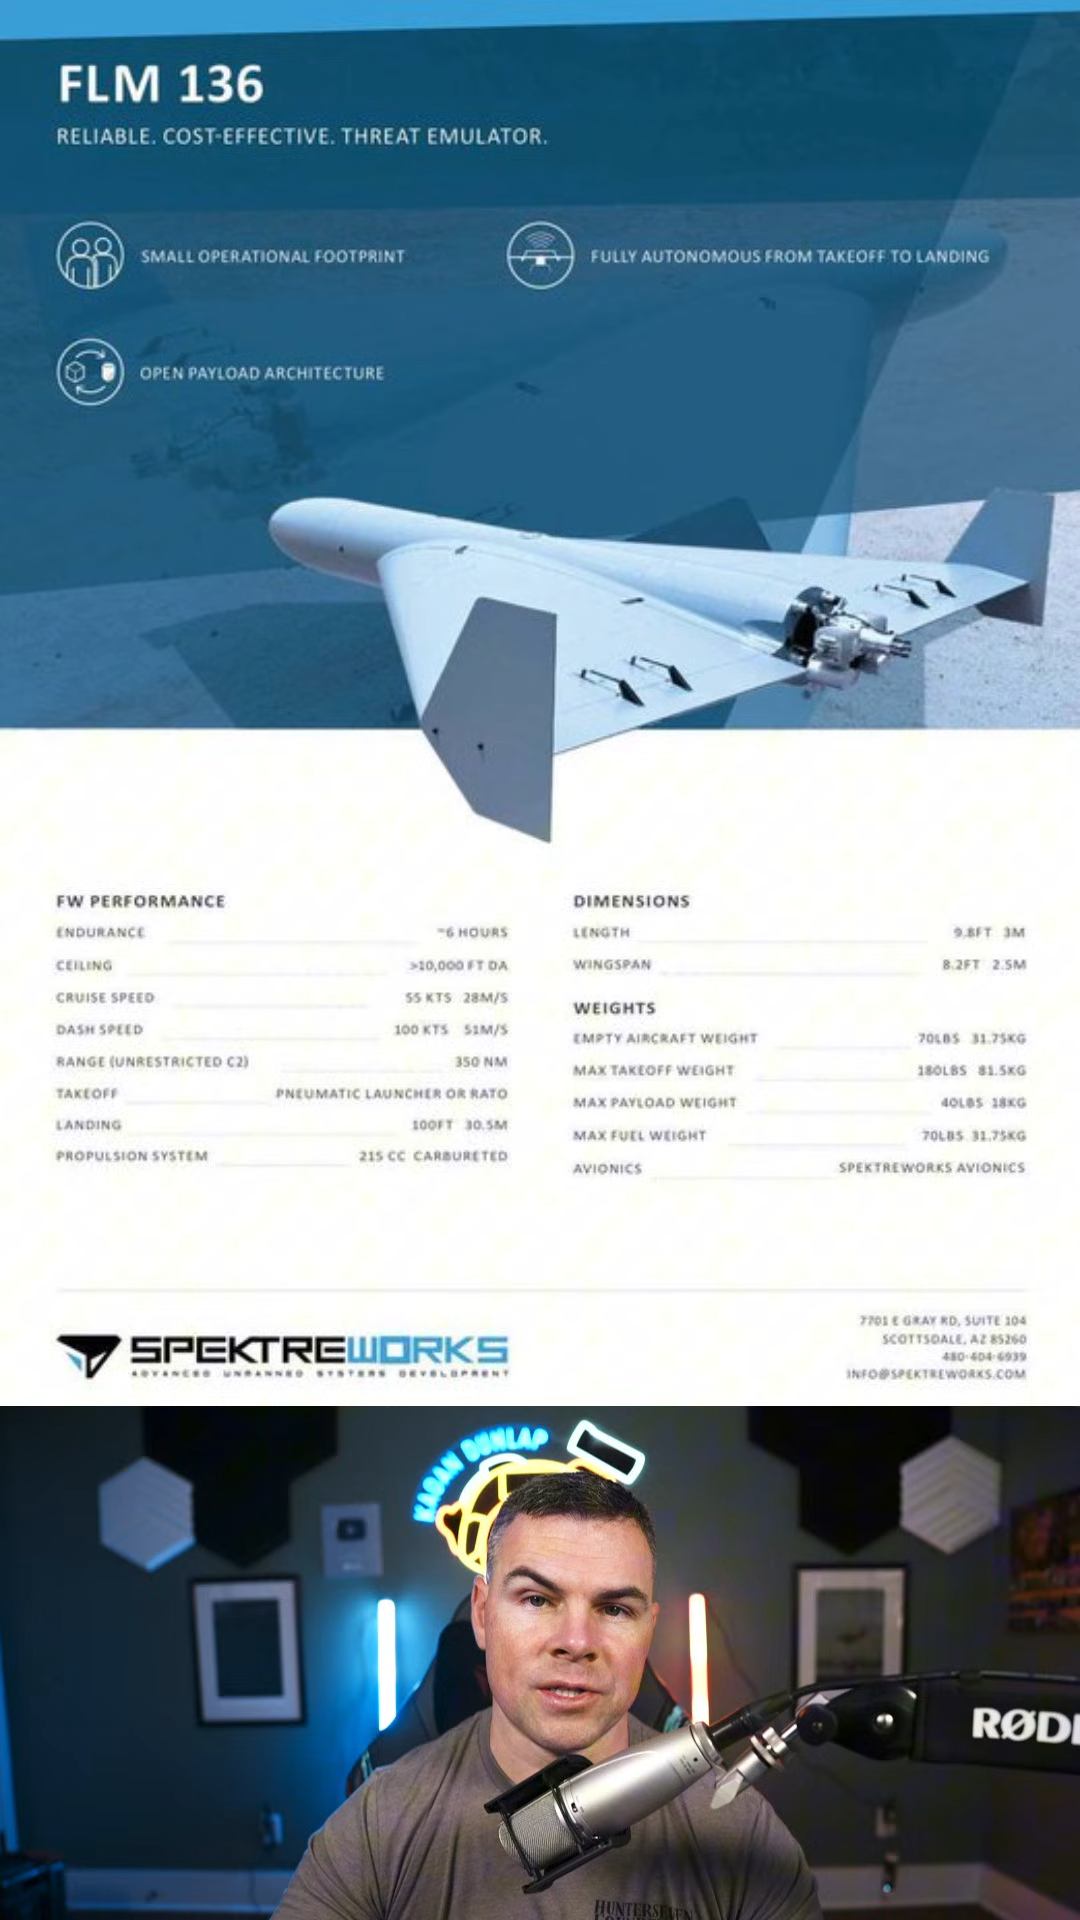 FLM 136
RELIABLE. COST-EFFECTIVE. THREAT EMULATOR.
SMALL OPERATIONAL FOOTPRINT
FULLY AUTONOMOUS FROM TAKEOFF TO LANDING
OPEN PAYLOAD ARCHITECTURE
FW PERFORMANCE
ENDURANCE ~6 HOURS
CEILING >10,000 FT DA
CRUISE SPEED 55 KTS 28M/S
DASH SPEED 100 KTS 51M/S
RANGE (UNRESTRICTED C2) 350 NM
TAKEOFF PNEUMATIC LAUNCHER OR RATO
LANDING 100FT 30.5M
PROPULSION SYSTEM 215 CC CARBURETED
DIMENSIONS
LENGTH 9.8FT 3M
WINGSPAN 8.2FT 2.5M
WEIGHTS
EMPTY AIRCRAFT WEIGHT 70LBS 31.75KG
MAX TAKEOFF WEIGHT 180LBS 81.5KG
MAX PAYLOAD WEIGHT 40LBS 18KG
MAX FUEL WEIGHT 70LBS 31.75KG
AVIONICS SPEKTREWORKS AVIONICS
SPEKTREWORKS
ADVANCED UNMANNED SYSTEMS DEVELOPMENT
7701 E GRAY RD, SUITE 104
SCOTTSDALE, AZ 85260
480-404-6939
INFO@SPEKTREWORKS.COM
KAGAN DUNLAP
RØDE